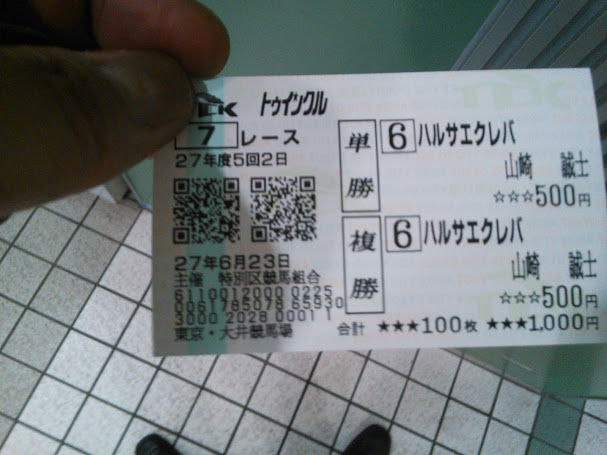 TCK トゥインクル
7 レース
27年度5回2日
27年6月23日
主催 特別区競馬組合
3000 2028 0001 1
東京・大井競馬場
単勝
6 ハルサエクレバ
山崎 誠士
☆☆☆500円
複勝
6 ハルサエクレバ
山崎 誠士
☆☆☆500円
合計 ★★★100枚 ★★★1,000円